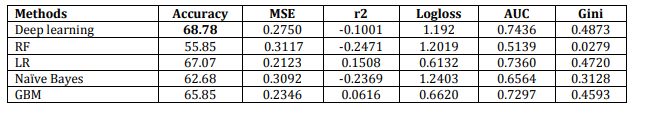 Methods Accuracy MSE r2 Logloss AUC Gini
Deep learning 68.78 0.2750 -0.1001 1.192 0.7436 0.4873
RF 55.85 0.3117 -0.2471 1.2019 0.5139 0.0279
LR 67.07 0.2123 0.1508 0.6132 0.7360 0.4720
Naïve Bayes 62.68 0.3092 -0.2369 1.2403 0.6564 0.3128
GBM 65.85 0.2346 0.0616 0.6620 0.7297 0.4593